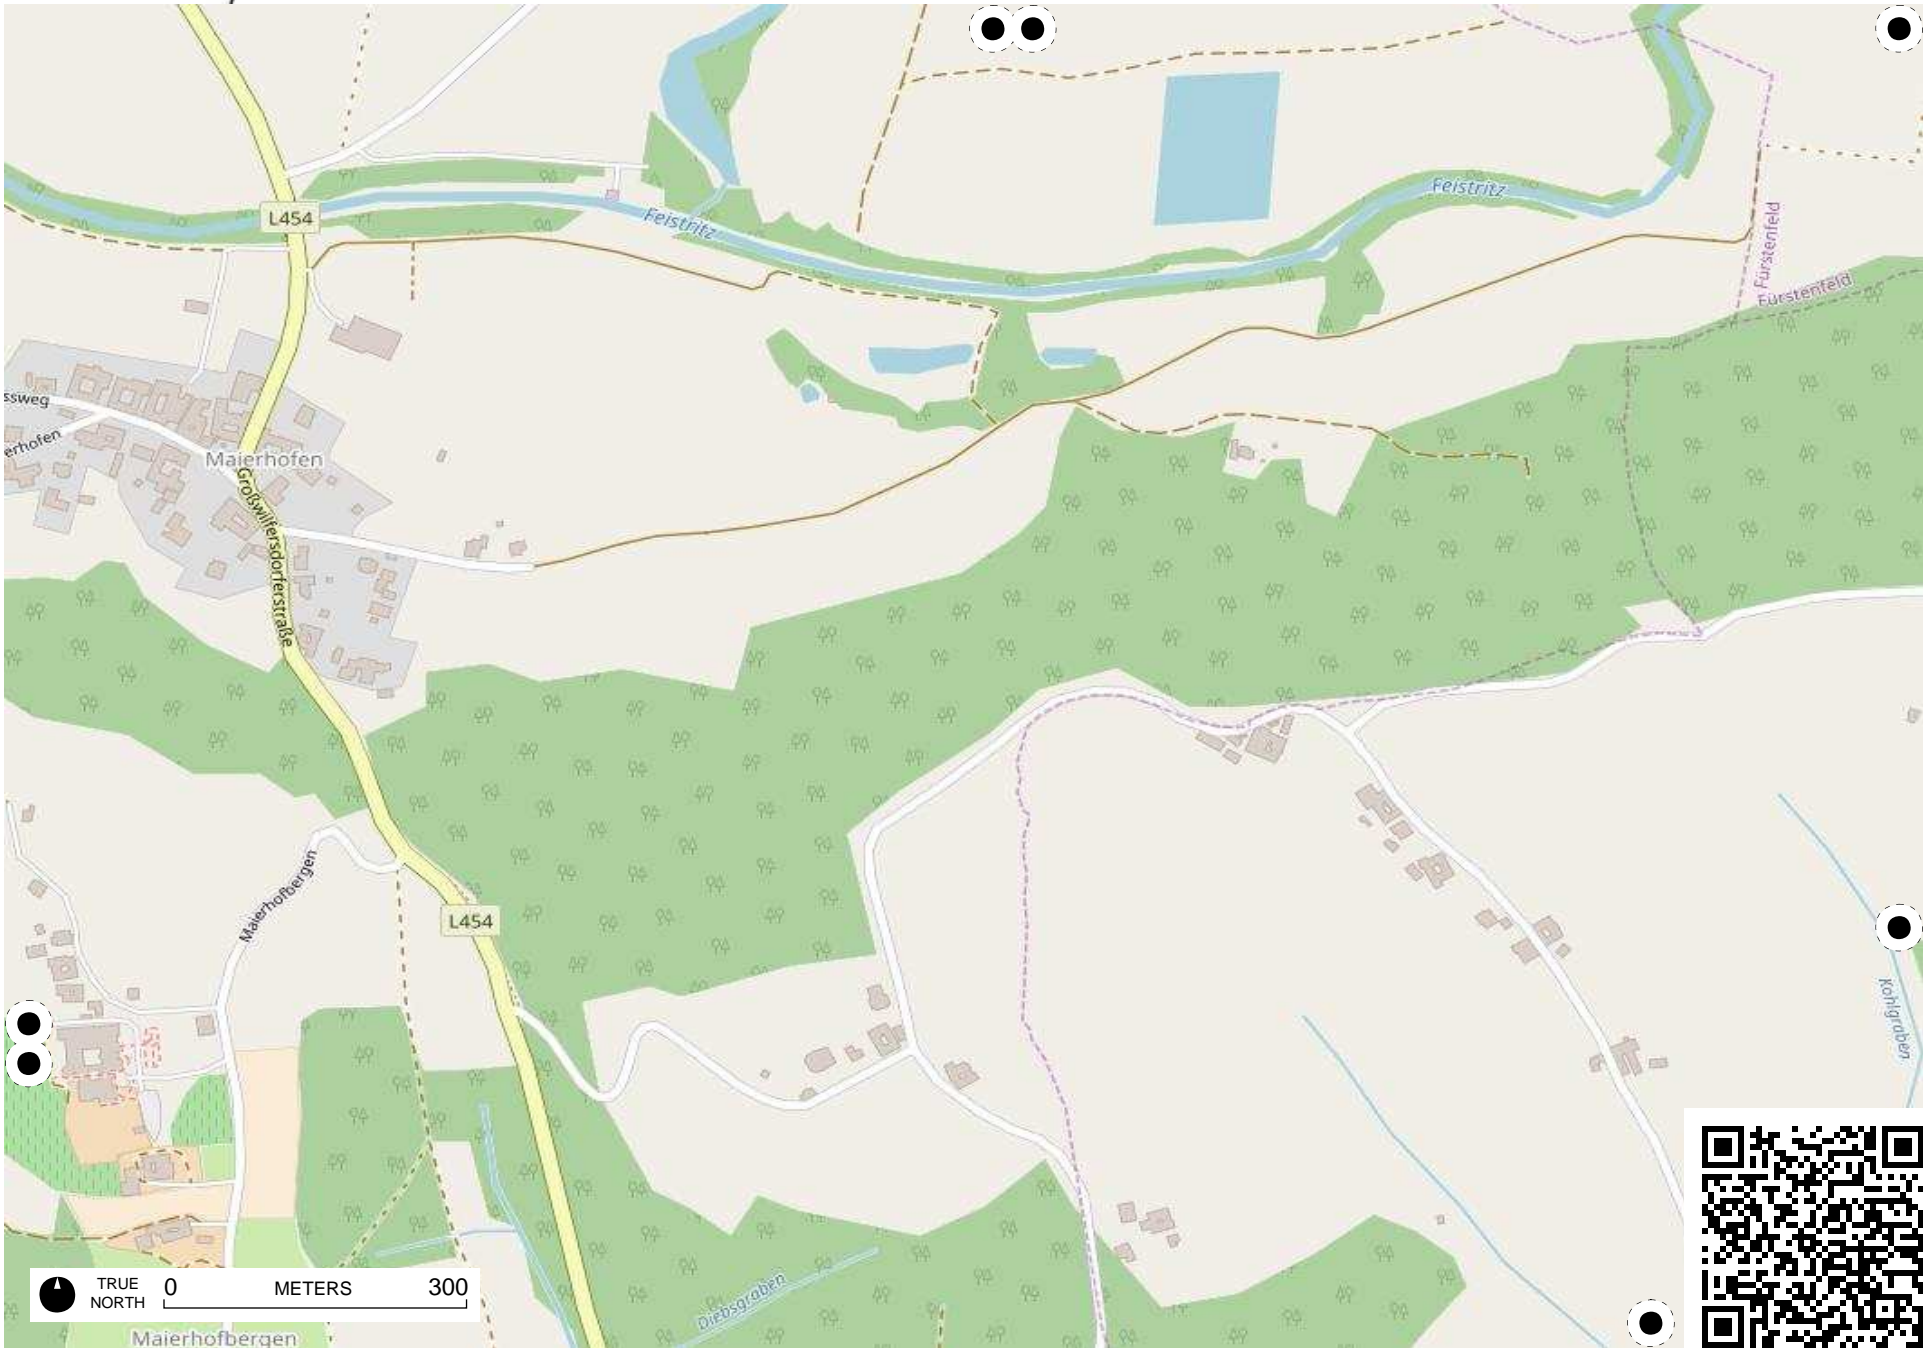 L454
Feistritz
Feistritz
Fürstenfeld
Fürstenfeld
ssweg
erhofen
Maierhofen
Großwilfersdorferstraße
Maierhofbergen
L454
Kohlgraben
Diebsgraben
TRUE NORTH
0 METERS 300
Maierhofbergen